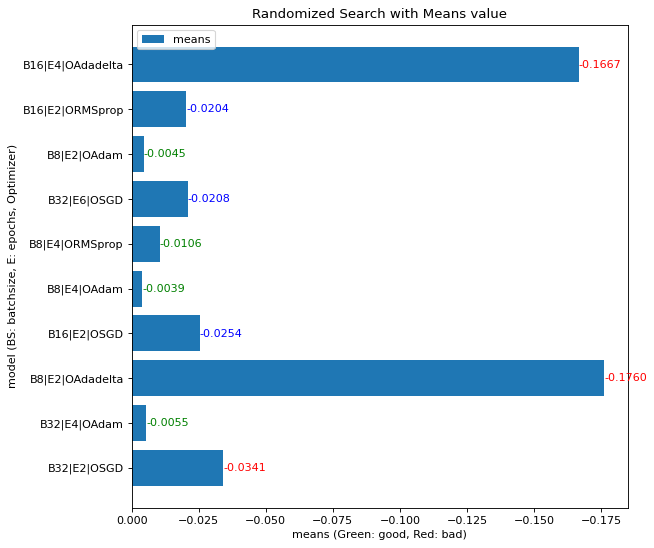 Randomized Search with Means value
means
B16|E4|OAdadelta
-0.1667
B16|E2|ORMSprop
-0.0204
B8|E2|OAdam
-0.0045
B32|E6|OSGD
-0.0208
B8|E4|ORMSprop
-0.0106
B8|E4|OAdam
-0.0039
B16|E2|OSGD
-0.0254
B8|E2|OAdadelta
-0.1760
B32|E4|OAdam
-0.0055
B32|E2|OSGD
-0.0341
model (BS: batchsize, E: epochs, Optimizer)
0.000 −0.025 −0.050 −0.075 −0.100 −0.125 −0.150 −0.175
means (Green: good, Red: bad)